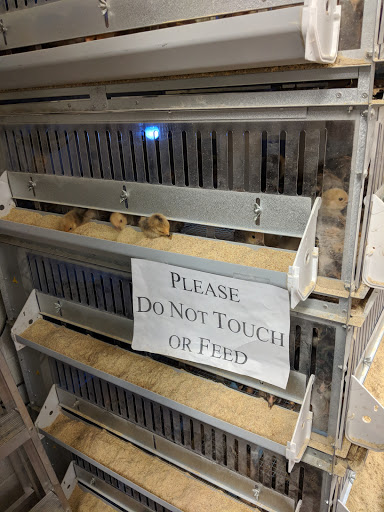 PLEASE
DO NOT TOUCH
OR FEED